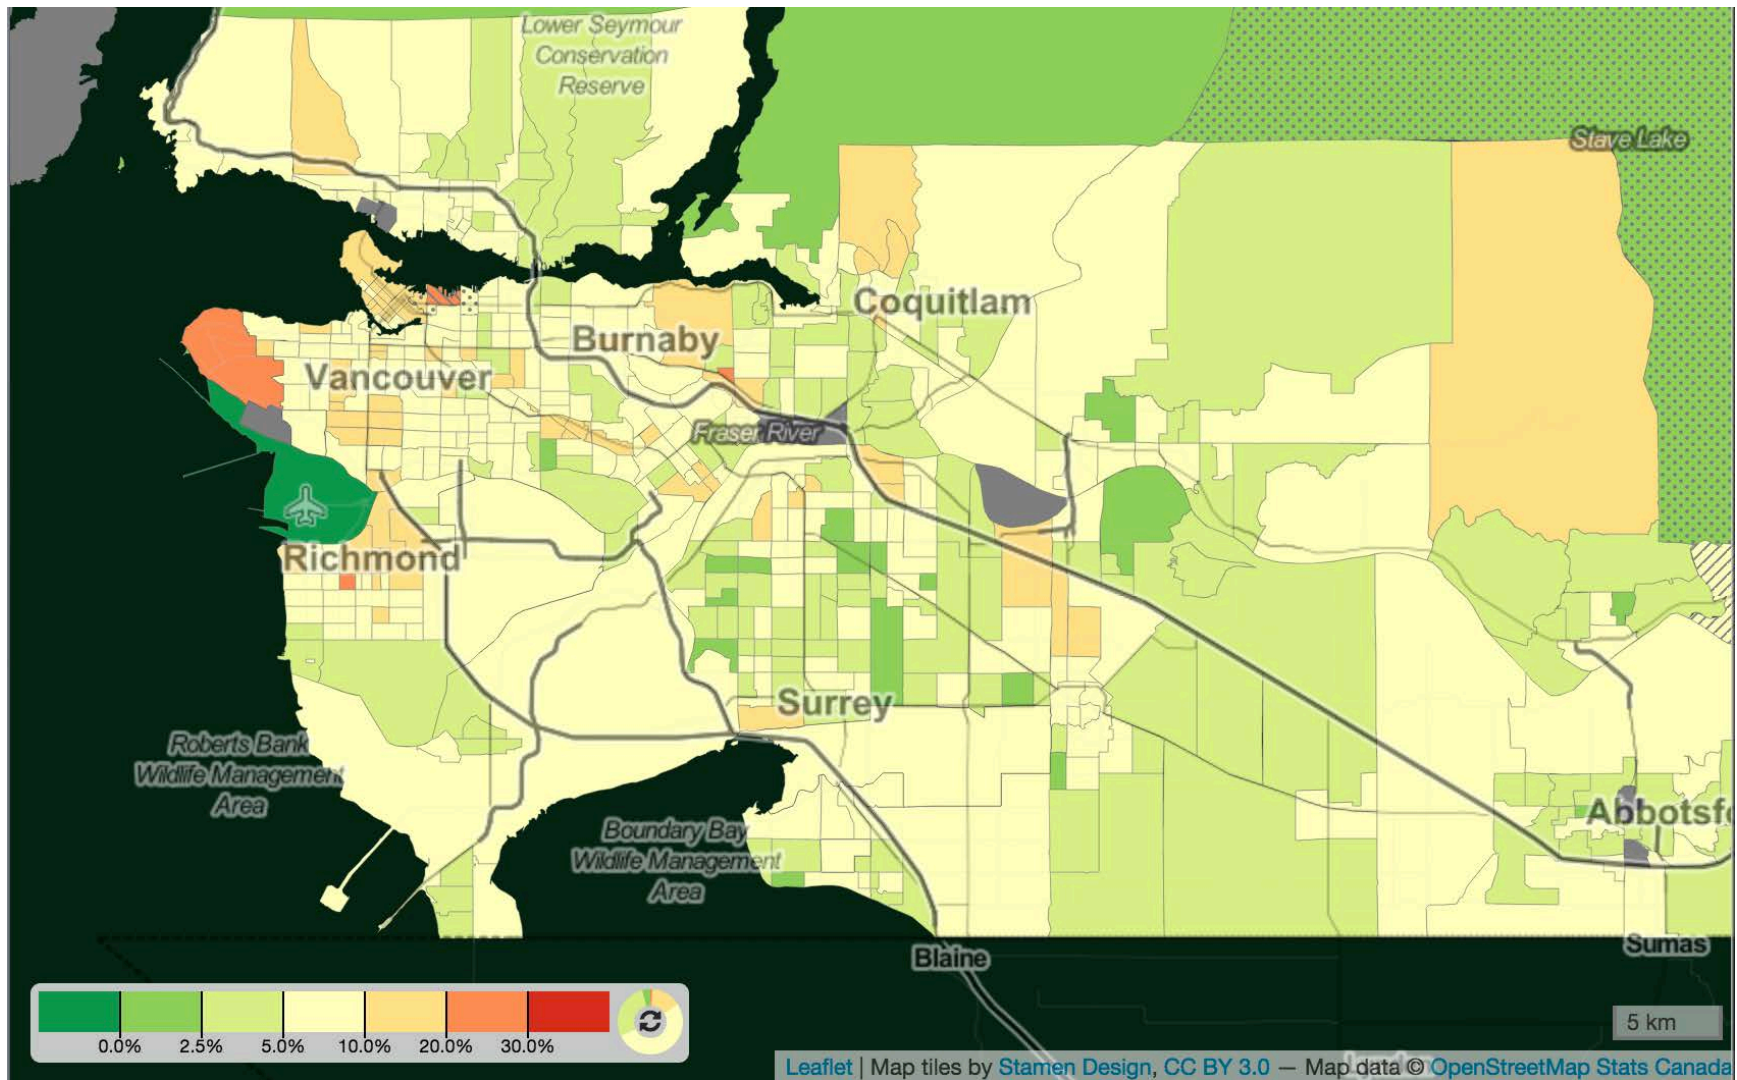 Lower Seymour
Conservation
Reserve
Stave Lake
Coquitlam
Burnaby
Vancouver
Fraser River
Richmond
Surrey
Roberts Bank
Wildlife Management
Area
Boundary Bay
Wildlife Management
Area
Abbotsfo
Blaine
Sumas
0.0% 2.5% 5.0% 10.0% 20.0% 30.0%
5 km
Leaflet | Map tiles by Stamen Design, CC BY 3.0 — Map data © OpenStreetMap Stats Canada